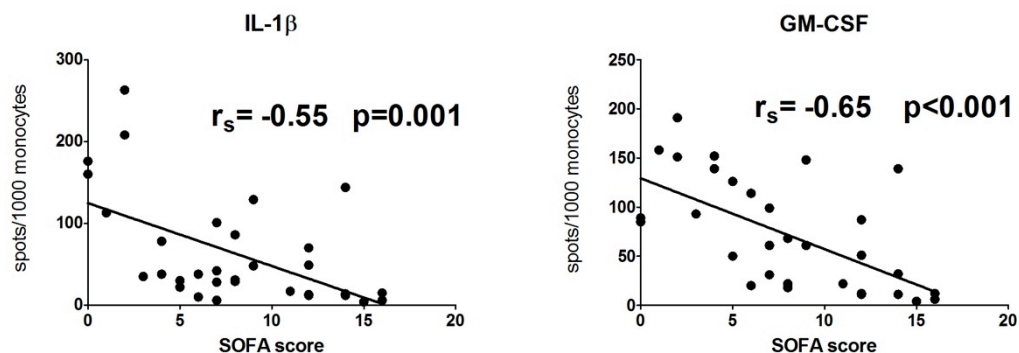 IL-1β
300
200
100
0
spots/1000 monocytes
rs= -0.55 p=0.001
0 5 10 15 20
SOFA score
GM-CSF
250
200
150
100
50
0
spots/1000 monocytes
rs= -0.65 p<0.001
0 5 10 15 20
SOFA score